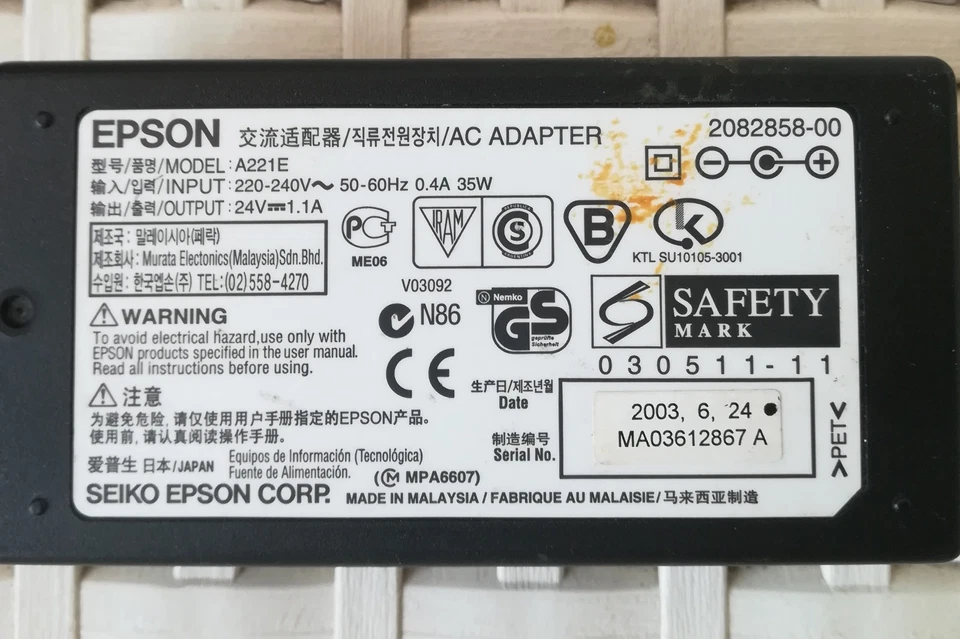 EPSON 交流适配器/직류전원장치/AC ADAPTER 2082858-00
型号/품명/MODEL : A221E
输入/입력/INPUT : 220-240V～ 50-60Hz 0.4A 35W
输出/출력/OUTPUT : 24V⎓1.1A
제조국 : 말레이시아(페락)
제조회사 : Murata Electonics(Malaysia)Sdn.Bhd.
수입원 : 한국엡손(주) TEL:(02)558-4270
PCT
ME06
IRAM
REPUBLICA
S
ARGENTINA
B
K
KTL SU10105-3001
V03092
N86
Nemko
GS
geprüfte
Sicherheit
S SAFETY
MARK
030511-11
⚠WARNING
To avoid electrical hazard,use only with
EPSON products specified in the user manual.
Read all instructions before using.
CE
⚠注意
为避免危险, 请仅使用用户手册指定的EPSON产品。
使用前, 请认真阅读操作手册。
生产日/제조년월
Date
2003, 6, 24
制造编号
Serial No.
MA03612867 A
>PET<
爱普生 日本/JAPAN
Equipos de Información (Tecnológica)
Fuente de Alimentación.
MPA6607)
SEIKO EPSON CORP. MADE IN MALAYSIA / FABRIQUE AU MALAISIE/ 马来西亚制造